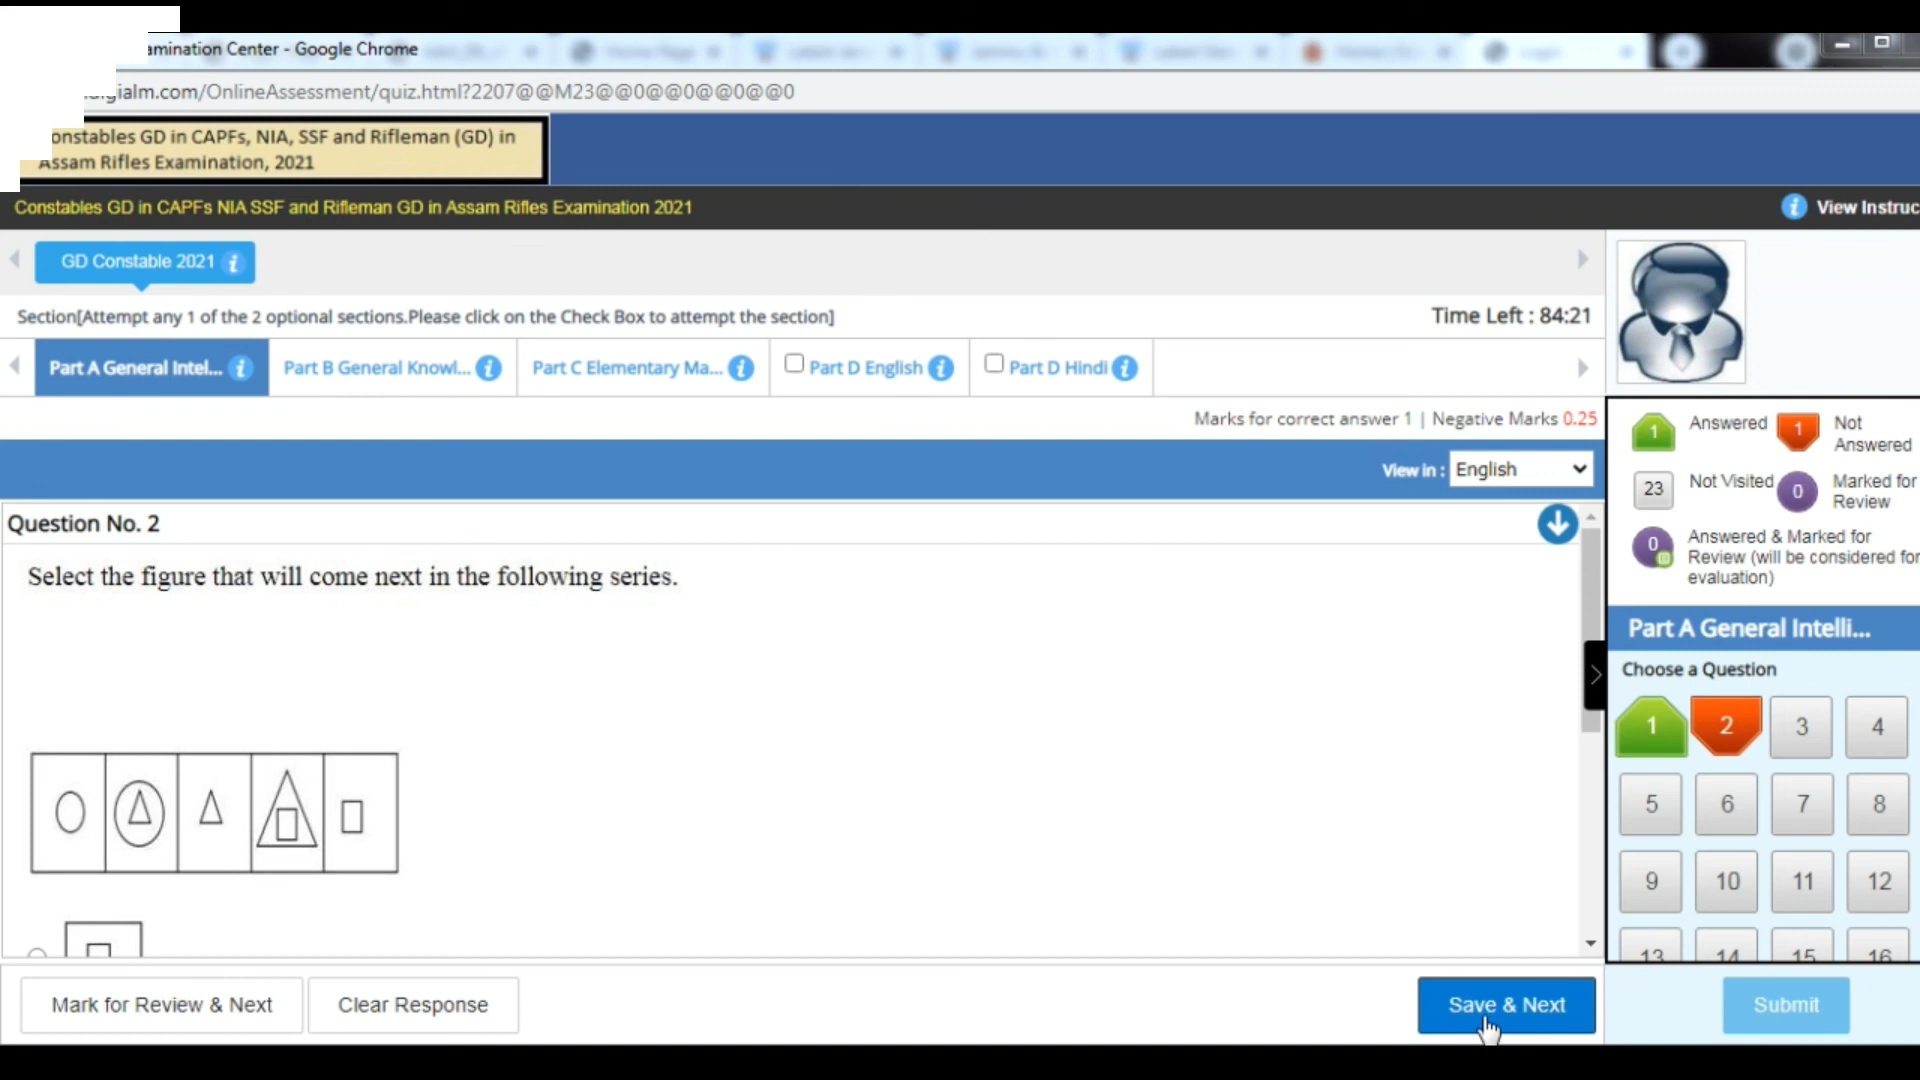 amination Center - Google Chrome
gialm.com/OnlineAssessment/quiz.html?2207@@M23@@0@@0@@0@@0
onstables GD in CAPFs, NIA, SSF and Rifleman (GD) in
Assam Rifles Examination, 2021
Constables GD in CAPFs NIA SSF and Rifleman GD in Assam Rifles Examination 2021
View Instruc
GD Constable 2021
Section[Attempt any 1 of the 2 optional sections.Please click on the Check Box to attempt the section]
Time Left : 84:21
Part A General Intel...
Part B General Knowl...
Part C Elementary Ma...
Part D English
Part D Hindi
Marks for correct answer 1 | Negative Marks 0.25
View in :
English
Question No. 2
Select the figure that will come next in the following series.
1 Answered
1 Not
Answered
23 Not Visited
0 Marked for
Review
0 Answered & Marked for
Review (will be considered for
evaluation)
Part A General Intelli...
Choose a Question
1 2 3 4
5 6 7 8
9 10 11 12
13 14 15 16
Mark for Review & Next
Clear Response
Save & Next
Submit